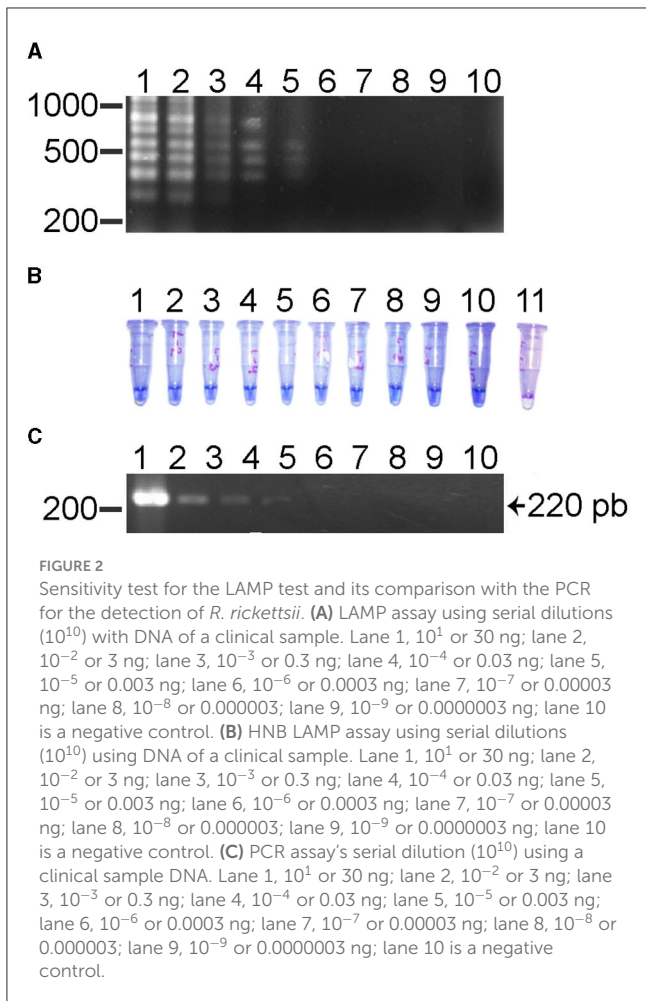 A
1 2 3 4 5 6 7 8 9 10
1000
500
200
B
1 2 3 4 5 6 7 8 9 10 11
C
1 2 3 4 5 6 7 8 9 10
200
←220 pb
FIGURE 2
Sensitivity test for the LAMP test and its comparison with the PCR
for the detection of R. rickettsii. (A) LAMP assay using serial dilutions
(10¹⁰) with DNA of a clinical sample. Lane 1, 10¹ or 30 ng; lane 2,
10⁻² or 3 ng; lane 3, 10⁻³ or 0.3 ng; lane 4, 10⁻⁴ or 0.03 ng; lane 5,
10⁻⁵ or 0.003 ng; lane 6, 10⁻⁶ or 0.0003 ng; lane 7, 10⁻⁷ or 0.00003
ng; lane 8, 10⁻⁸ or 0.000003; lane 9, 10⁻⁹ or 0.0000003 ng; lane 10
is a negative control. (B) HNB LAMP assay using serial dilutions
(10¹⁰) using DNA of a clinical sample. Lane 1, 10¹ or 30 ng; lane 2,
10⁻² or 3 ng; lane 3, 10⁻³ or 0.3 ng; lane 4, 10⁻⁴ or 0.03 ng; lane 5,
10⁻⁵ or 0.003 ng; lane 6, 10⁻⁶ or 0.0003 ng; lane 7, 10⁻⁷ or 0.00003
ng; lane 8, 10⁻⁸ or 0.000003; lane 9, 10⁻⁹ or 0.0000003 ng; lane 10
is a negative control. (C) PCR assay's serial dilution (10¹⁰) using a
clinical sample DNA. Lane 1, 10¹ or 30 ng; lane 2, 10⁻² or 3 ng; lane
3, 10⁻³ or 0.3 ng; lane 4, 10⁻⁴ or 0.03 ng; lane 5, 10⁻⁵ or 0.003 ng;
lane 6, 10⁻⁶ or 0.0003 ng; lane 7, 10⁻⁷ or 0.00003 ng; lane 8, 10⁻⁸ or
0.000003; lane 9, 10⁻⁹ or 0.0000003 ng; lane 10 is a negative
control.